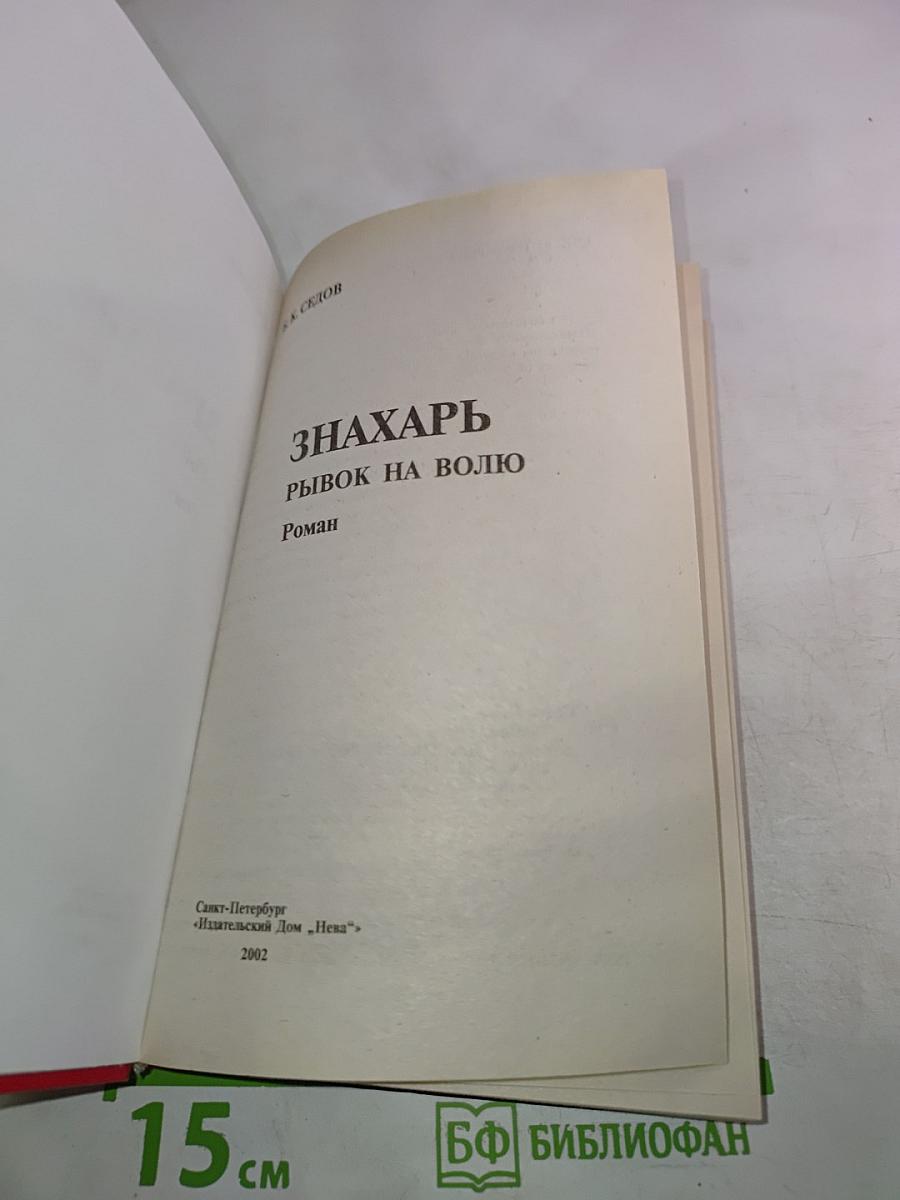 К. СЕДОВ
ЗНАХАРЬ
РЫВОК НА ВОЛЮ
Роман
Санкт-Петербург
«Издательский Дом „Нева“»
2002
15 см
БФ БИБЛИОФАН